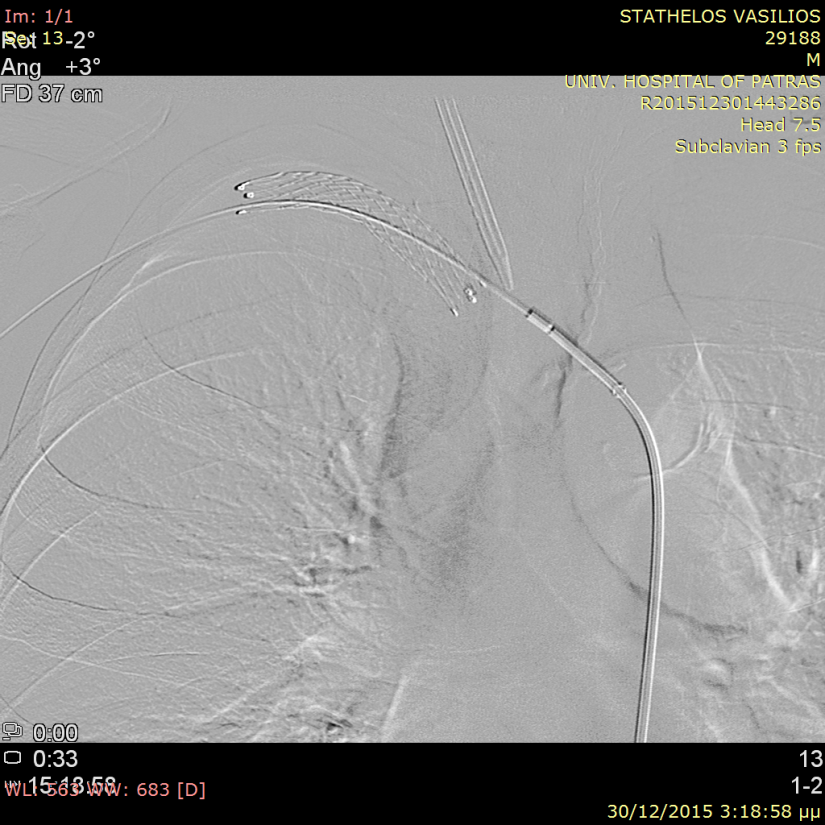 Im: 1/1
Se: 13
Rot -2°
Ang +3°
FD 37 cm
STATHELOS VASILIOS
29188
M
UNIV. HOSPITAL OF PATRAS
R201512301443286
Head 7.5
Subclavian 3 fps
0:00
0:33
15:18:58
WL: 563 WW: 683 [D]
13
1-2
30/12/2015 3:18:58 μμ